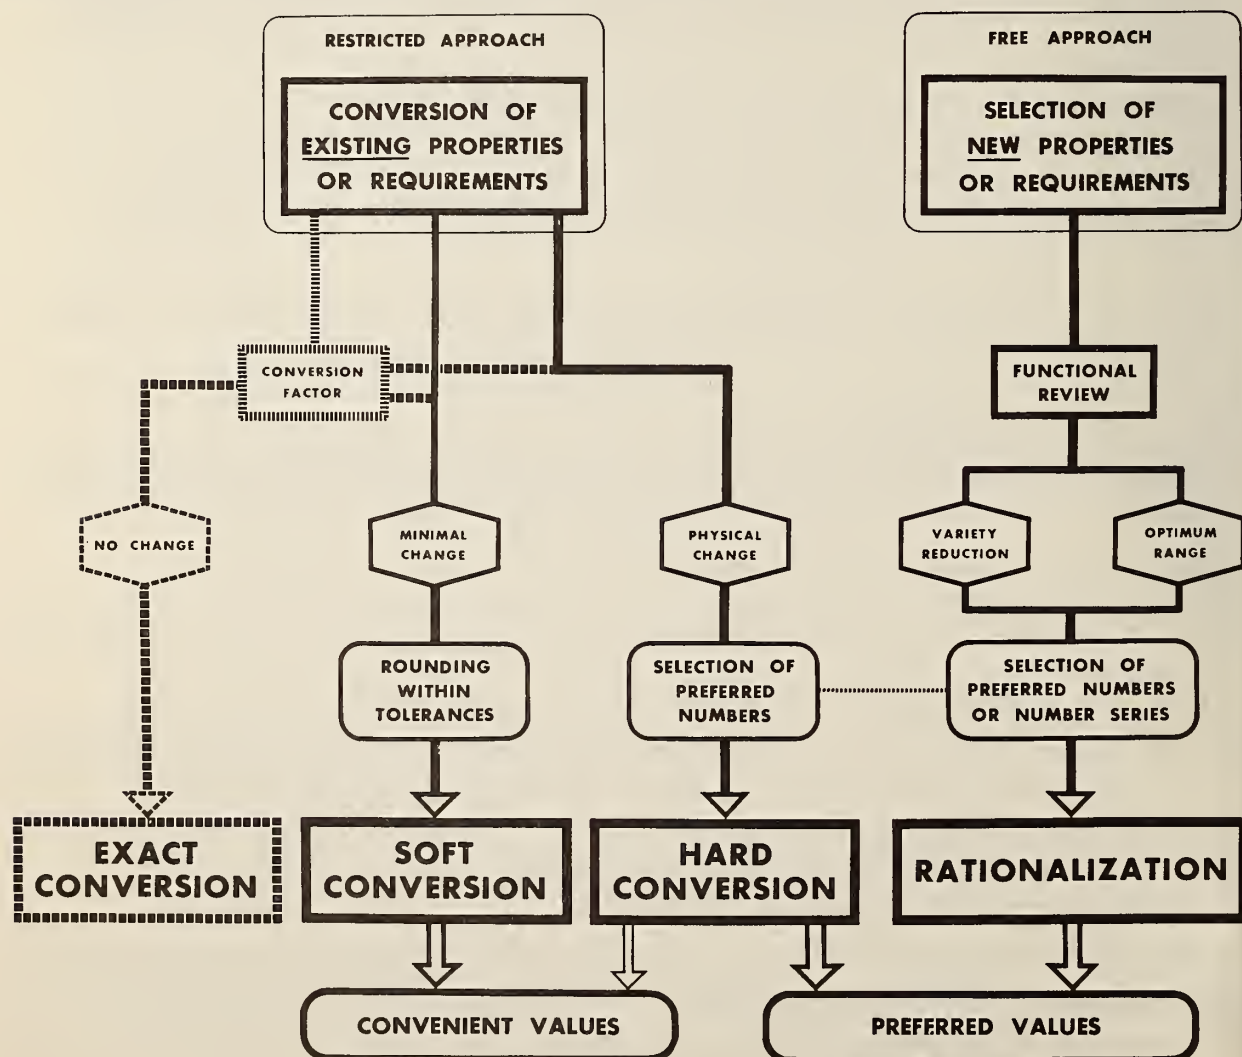 RESTRICTED APPROACH
CONVERSION OF
EXISTING PROPERTIES
OR REQUIREMENTS
FREE APPROACH
SELECTION OF
NEW PROPERTIES
OR REQUIREMENTS
CONVERSION
FACTOR
FUNCTIONAL
REVIEW
NO CHANGE
MINIMAL
CHANGE
PHYSICAL
CHANGE
VARIETY
REDUCTION
OPTIMUM
RANGE
ROUNDING
WITHIN
TOLERANCES
SELECTION OF
PREFERRED
NUMBERS
SELECTION OF
PREFERRED NUMBERS
OR NUMBER SERIES
EXACT
CONVERSION
SOFT
CONVERSION
HARD
CONVERSION
RATIONALIZATION
CONVENIENT VALUES
PREFERRED VALUES